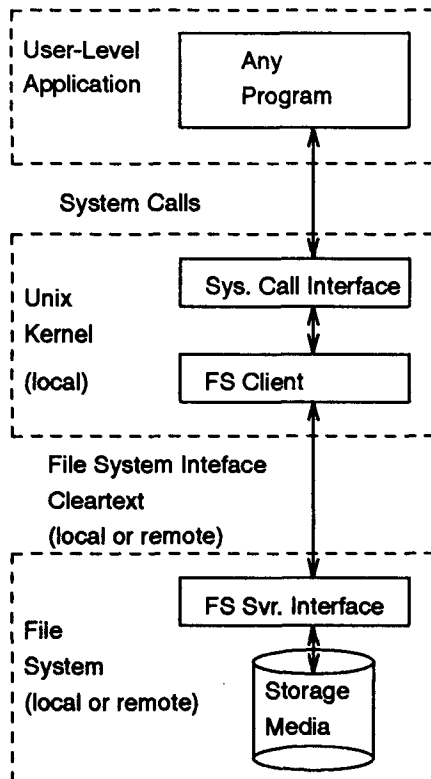 User-Level
Application
Any
Program
System Calls
Unix
Kernel
(local)
Sys. Call Interface
FS Client
File System Inteface
Cleartext
(local or remote)
File
System
(local or remote)
FS Svr. Interface
Storage
Media